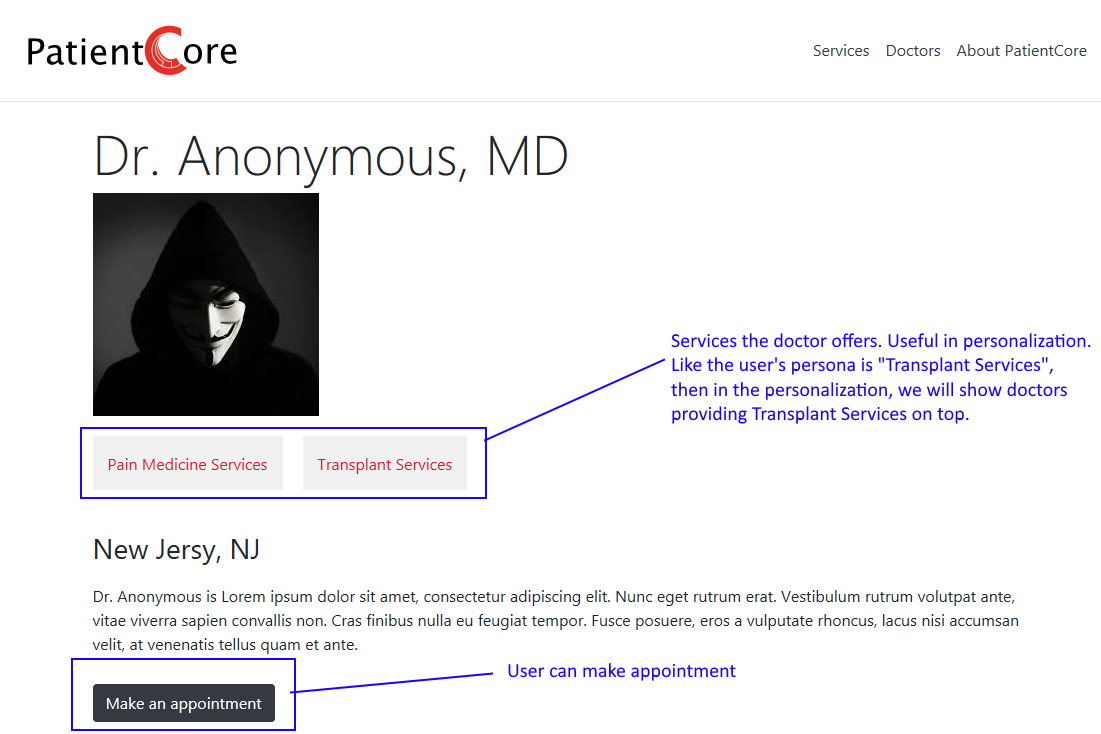 PatientCore
Services Doctors About PatientCore
Dr. Anonymous, MD
Services the doctor offers. Useful in personalization.
Like the user's persona is "Transplant Services",
then in the personalization, we will show doctors
providing Transplant Services on top.
Pain Medicine Services Transplant Services
New Jersy, NJ
Dr. Anonymous is Lorem ipsum dolor sit amet, consectetur adipiscing elit. Nunc eget rutrum erat. Vestibulum rutrum volutpat ante,
vitae viverra sapien convallis non. Cras finibus nulla eu feugiat tempor. Fusce posuere, eros a vulputate rhoncus, lacus nisi accumsan
velit, at venenatis tellus quam et ante.
User can make appointment
Make an appointment